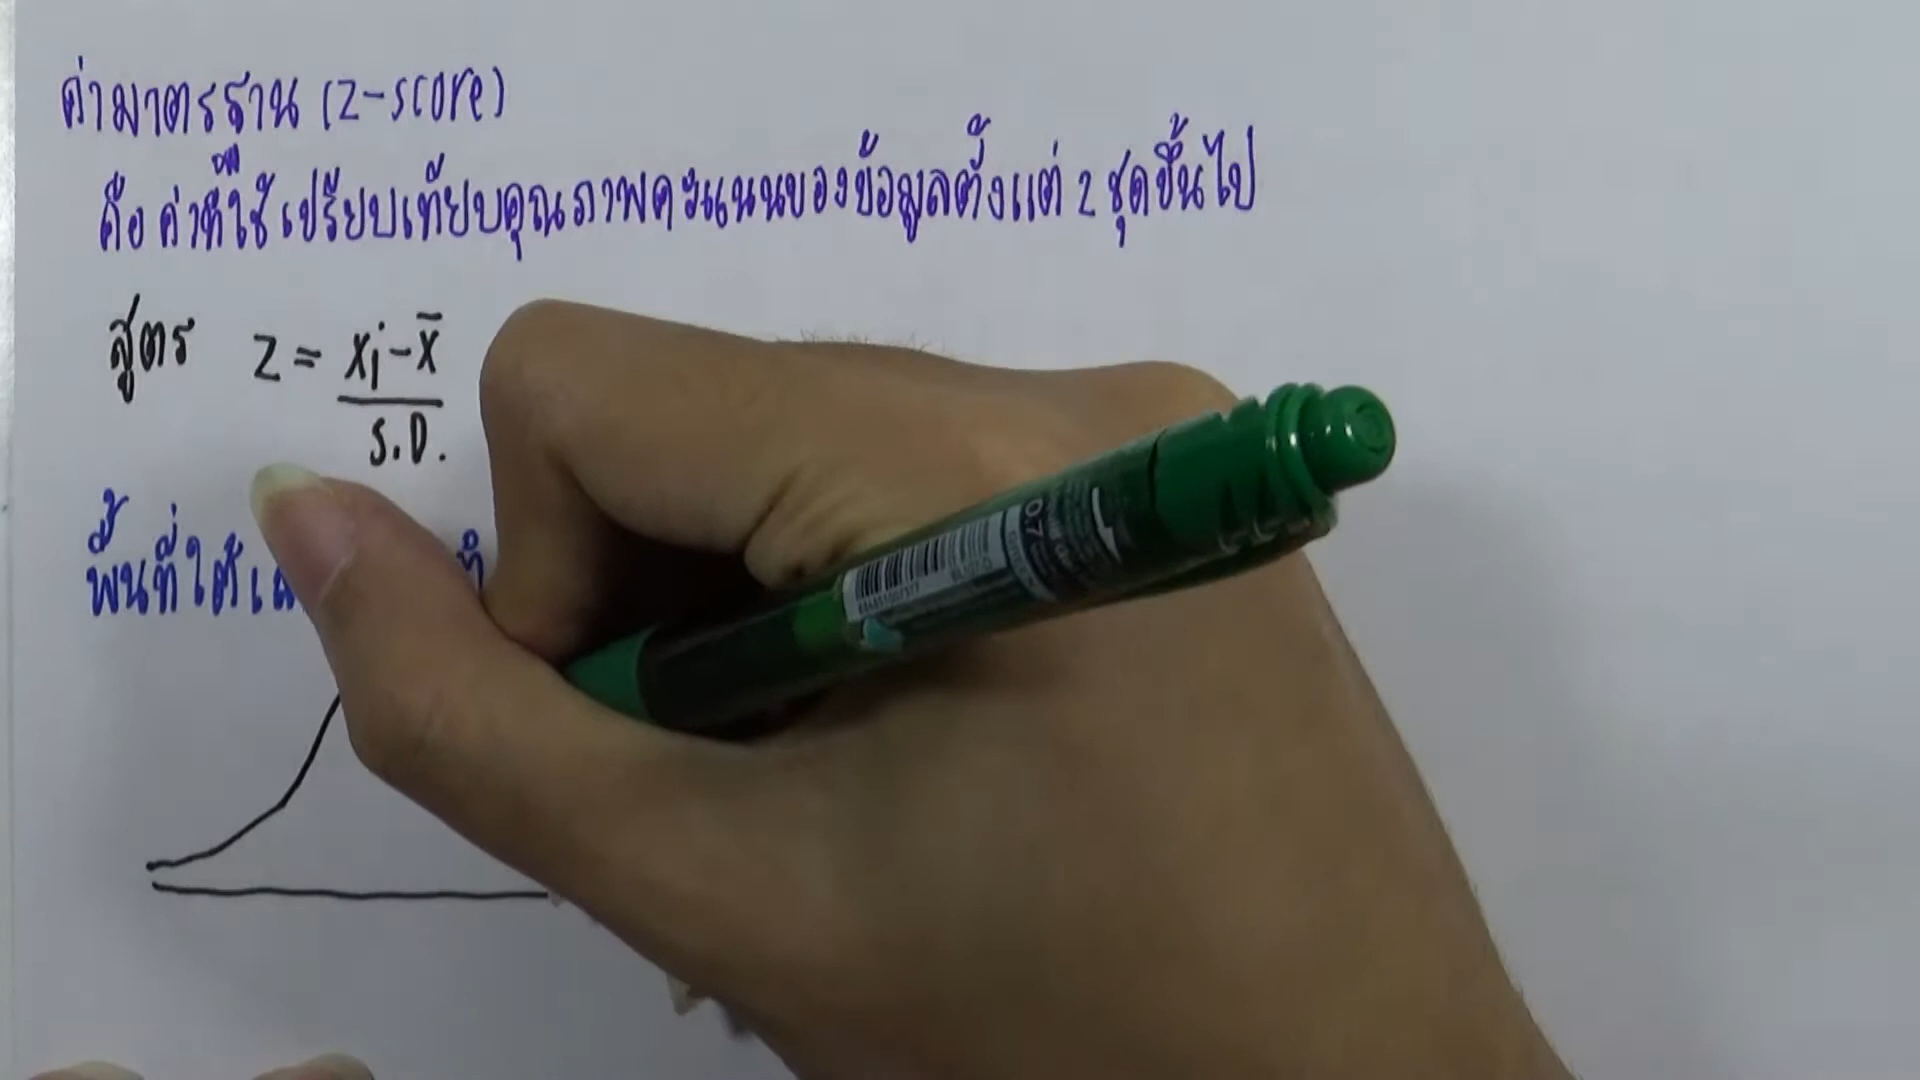 ค่ามาตรฐาน (z-score)
คือ ค่าที่ใช้เปรียบเทียบคุณภาพคะแนนของข้อมูลตั้งแต่ 2 ชุดขึ้นไป
สูตร z = xi - x̄
S.D.
พื้นที่ใต้
0.7